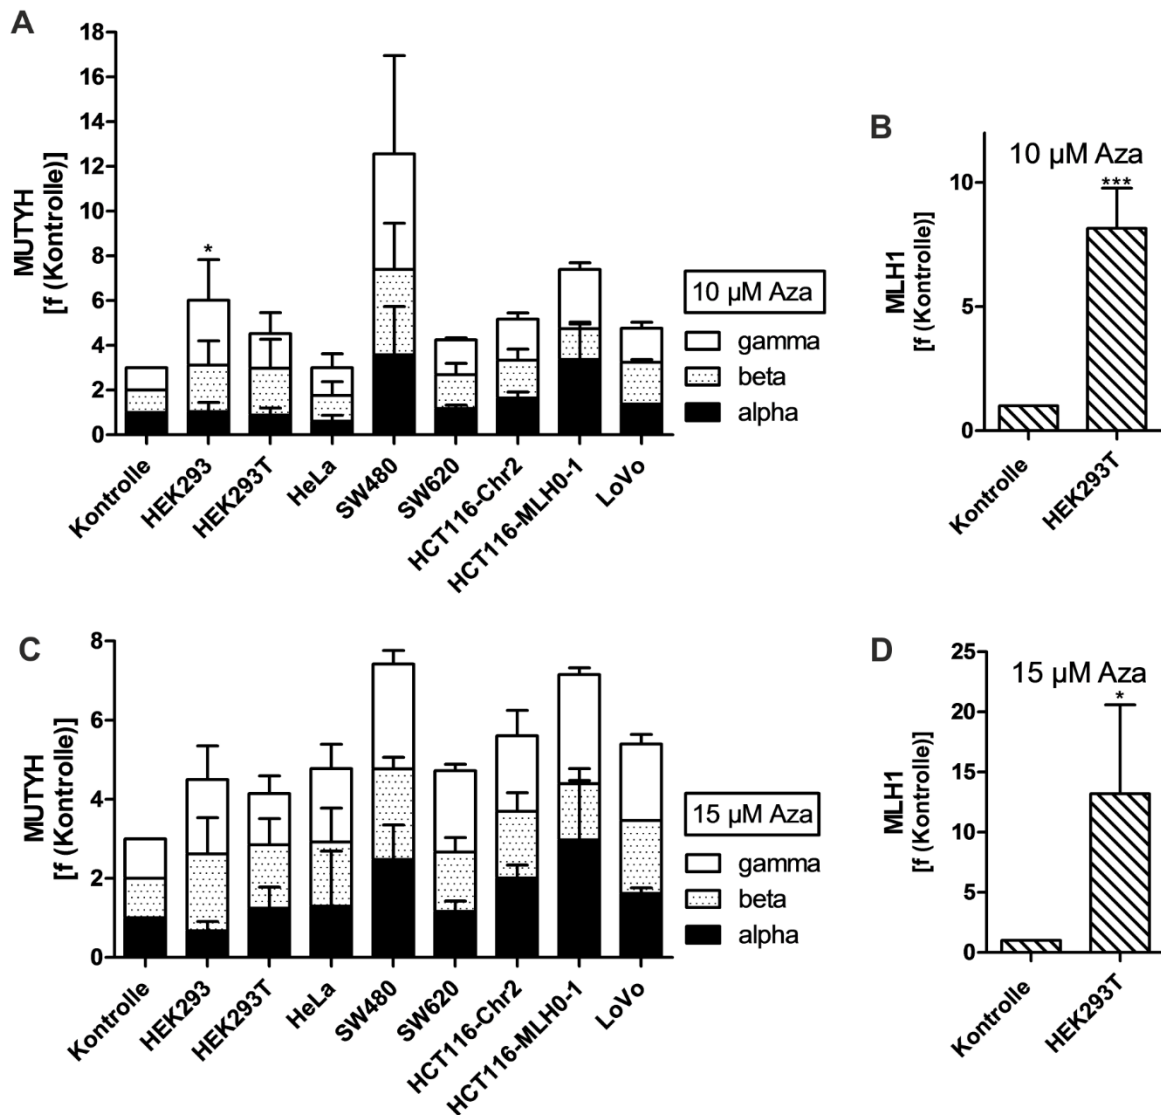 A
18
16
14
12
10
8
6
4
2
0
MUTYH
[f (Kontrolle)]
*
10 µM Aza
gamma
beta
alpha
Kontrolle
HEK293
HEK293T
HeLa
SW480
SW620
HCT116-Chr2
HCT116-MLH0-1
LoVo
B
10 µM Aza
***
10
5
0
MLH1
[f (Kontrolle)]
Kontrolle
HEK293T
C
8
6
4
2
0
MUTYH
[f (Kontrolle)]
15 µM Aza
gamma
beta
alpha
Kontrolle
HEK293
HEK293T
HeLa
SW480
SW620
HCT116-Chr2
HCT116-MLH0-1
LoVo
D
15 µM Aza
*
25
20
15
10
5
0
MLH1
[f (Kontrolle)]
Kontrolle
HEK293T